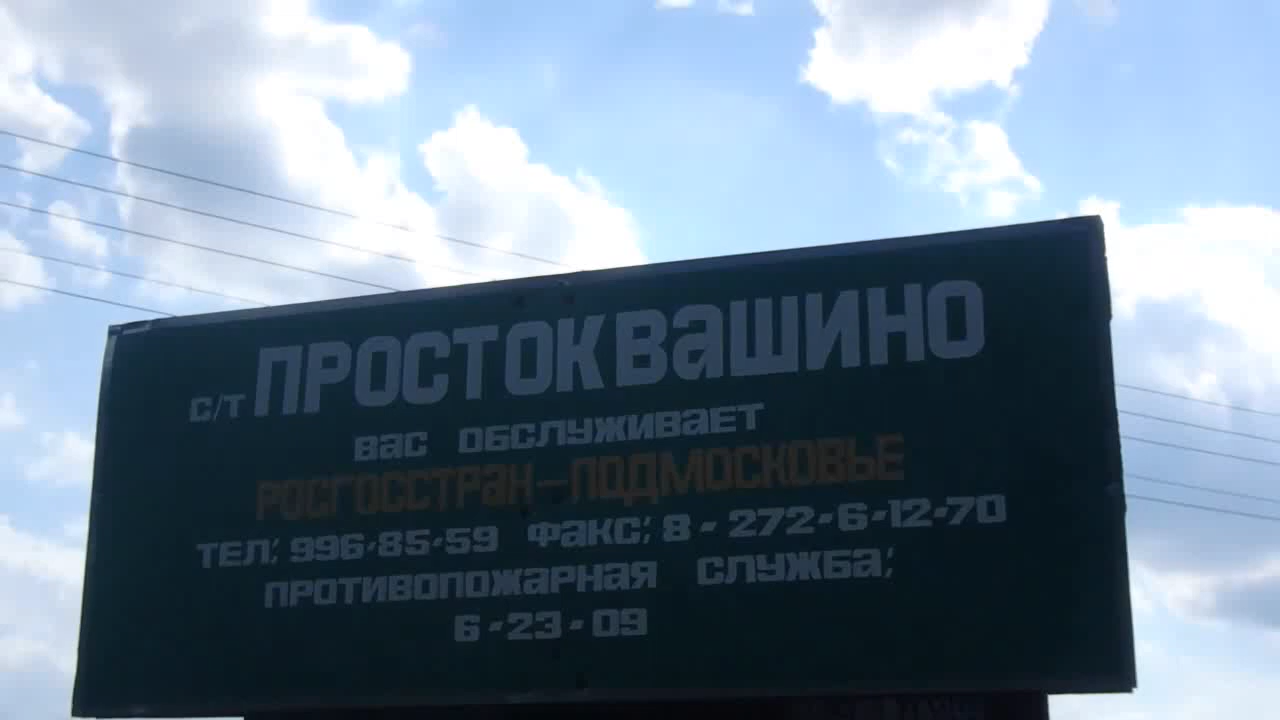 с/т ПРОСТОКВАШИНО
ВАС ОБСЛУЖИВАЕТ
РОСГОССТРАН-ПОДМОСКОВЬЕ
ТЕЛ; 996-85-59 ФАКС; 8-272-6-12-70
ПРОТИВОПОЖАРНАЯ СЛУЖБА;
6-23-09